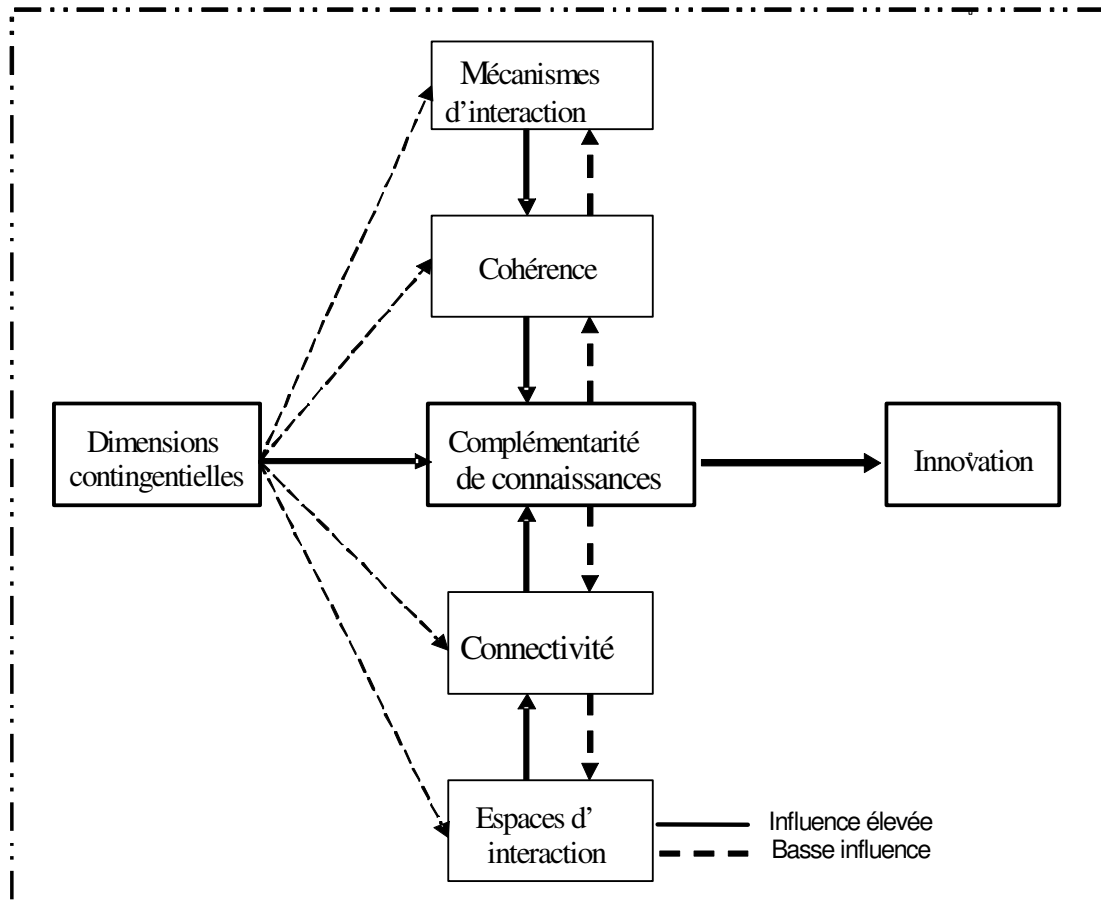 Mécanismes
d'interaction
Cohérence
Dimensions
contingentielles
Complémentarité
de connaissances
Innovation
Connectivité
Espaces d'
interaction
Influence élevée
Basse influence